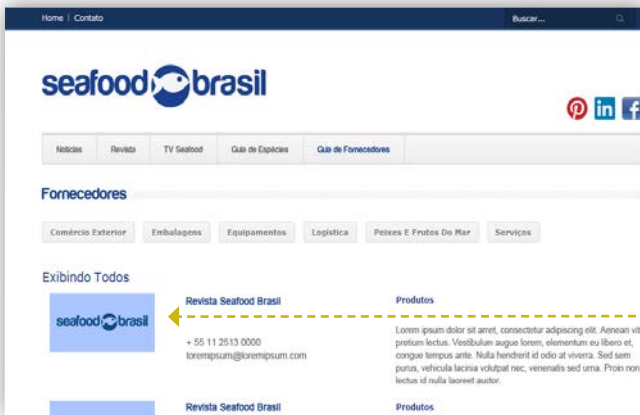 Home | Contato
Buscar...
seafood brasil
Notícias Revista TV Seafood Guia de Espécies Guia de Fornecedores
Fornecedores
Comércio Exterior Embalagens Equipamentos Logística Peixes E Frutos Do Mar Serviços
Exibindo Todos
seafood brasil
Revista Seafood Brasil
+ 55 11 2513 0000
loremipsum@loremipsum.com
Produtos
Lorem ipsum dolor sit amet, consectetur adipiscing elit. Aenean vit
pretium lectus. Vestibulum augue lorem, elementum eu libero et,
congue tempus ante. Nulla hendrerit id odio at viverra. Sed sem
purus, vehicula lacinia volutpat nec, venenatis sed urna. Proin non
lectus id nulla laoreet auctor.
Revista Seafood Brasil
Produtos